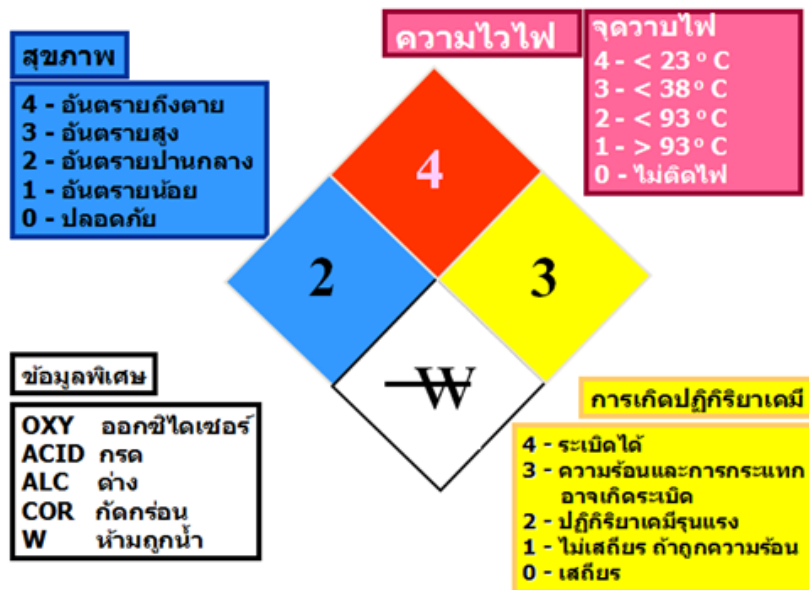 สุขภาพ
4 - อันตรายถึงตาย
3 - อันตรายสูง
2 - อันตรายปานกลาง
1 - อันตรายน้อย
0 - ปลอดภัย
ความไวไฟ
จุดวาบไฟ
4 - < 23 ° C
3 - < 38 ° C
2 - < 93 ° C
1 - > 93 ° C
0 - ไม่ติดไฟ
4
2
3
W
ข้อมูลพิเศษ
OXY ออกซิไดเซอร์
ACID กรด
ALC ด่าง
COR กัดกร่อน
W ห้ามถูกน้ำ
การเกิดปฏิกิริยาเคมี
4 - ระเบิดได้
3 - ความร้อนและการกระแทก
อาจเกิดระเบิด
2 - ปฏิกิริยาเคมีรุนแรง
1 - ไม่เสถียร ถ้าถูกความร้อน
0 - เสถียร